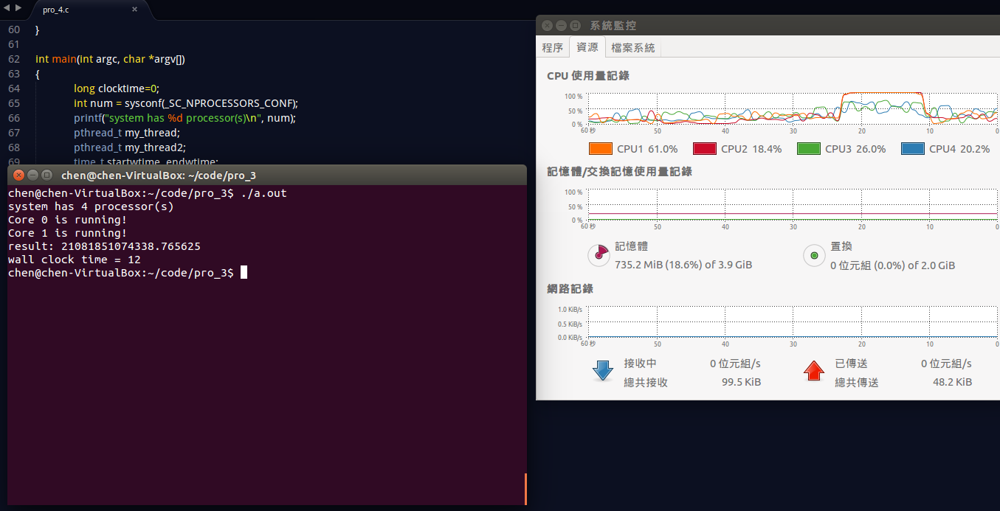 pro_4.c
60 }
61
62 int main(int argc, char *argv[])
63 {
64 long clocktime=0;
65 int num = sysconf(_SC_NPROCESSORS_CONF);
66 printf("system has %d processor(s)\n", num);
67 pthread_t my_thread;
68 pthread_t my_thread2;
69 time_t startwtime, endwtime;
chen@chen-VirtualBox: ~/code/pro_3
chen@chen-VirtualBox:~/code/pro_3$ ./a.out
system has 4 processor(s)
Core 0 is running!
Core 1 is running!
result: 21081851074338.765625
wall clock time = 12
chen@chen-VirtualBox:~/code/pro_3$
系統監控
程序 資源 檔案系統
CPU 使用量記錄
100 %
50 %
0 %
60 秒 50 40 30 20 10 0
CPU1 61.0% CPU2 18.4% CPU3 26.0% CPU4 20.2%
記憶體/交換記憶使用量記錄
100 %
50 %
0 %
60 秒 50 40 30 20 10 0
記憶體
735.2 MiB (18.6%) of 3.9 GiB
置換
0 位元組 (0.0%) of 2.0 GiB
網路記錄
1.0 KiB/s
0.5 KiB/s
0.0 KiB/s
60 秒 50 40 30 20 10 0
接收中 0 位元組/s
總共接收 99.5 KiB
已傳送 0 位元組/s
總共傳送 48.2 KiB